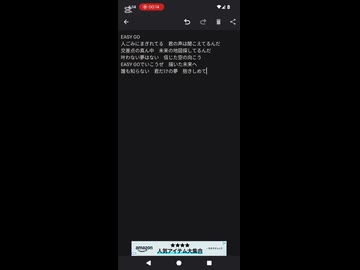 00:14
EASY GO
人ごみにまぎれてる　君の声は聞こえてるんだ
交差点の真ん中　未来の地図探してるんだ
叶わない夢はない　信じた空の向こう
EASY GOでいこうぜ　描いた未来へ
誰も知らない　君だけの夢　抱きしめて
amazon
人気アイテム大集合